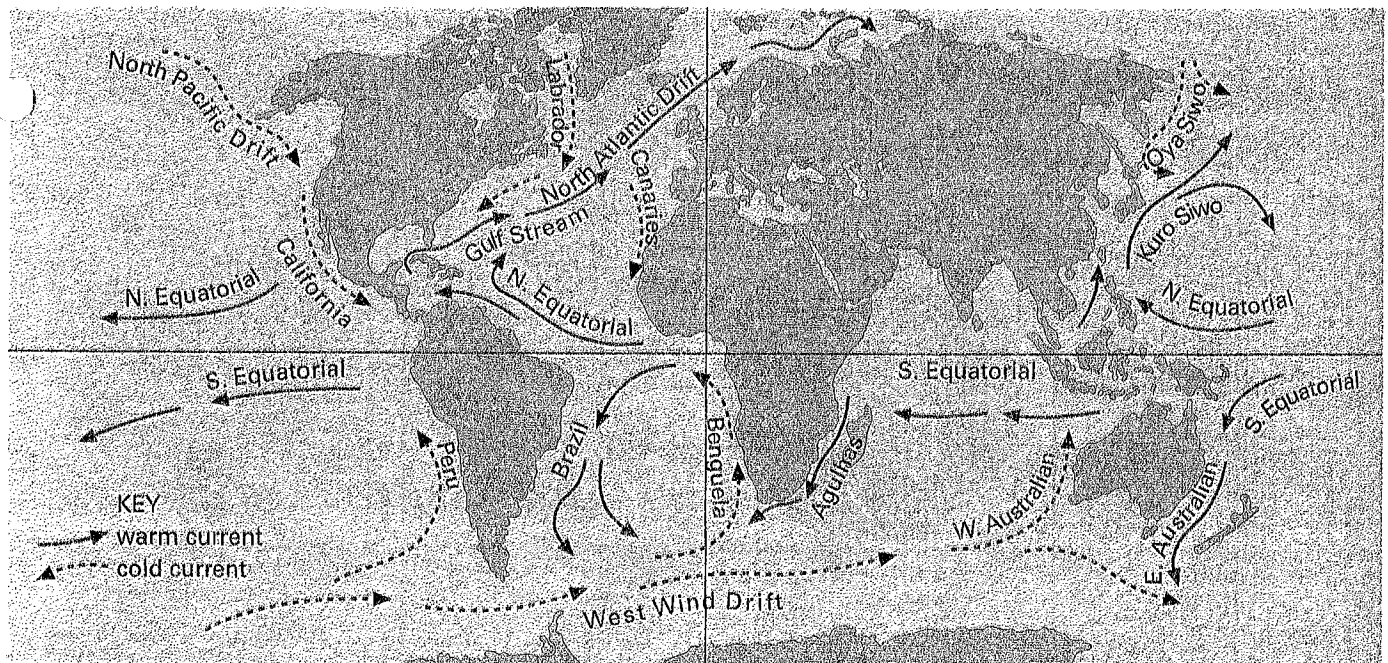 North Pacific Drift
Labrador
North Atlantic Drift
Oya Siwo
Canaries
Gulf Stream
Kuro Siwo
California
N. Equatorial
N. Equatorial
N. Equatorial
S. Equatorial
S. Equatorial
S. Equatorial
Peru
Brazil
Benguela
Agulhas
W. Australian
E. Australian
West Wind Drift
KEY
warm current
cold current